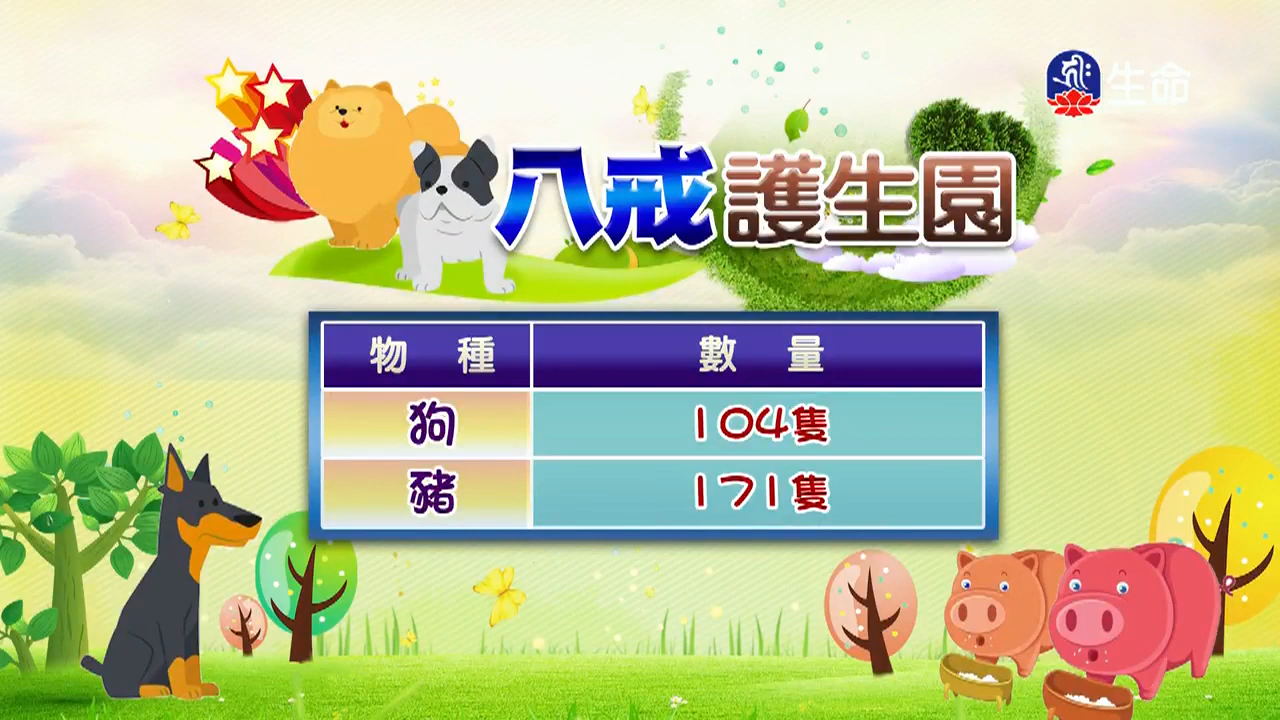 生命
八戒護生園
物種 數量
狗 104隻
豬 171隻